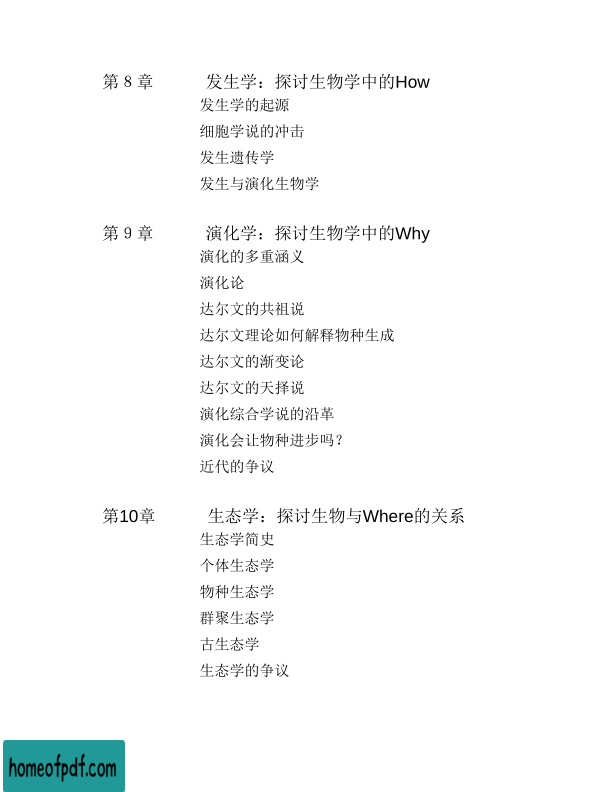 第 8 章 发生学：探讨生物学中的How
发生学的起源
细胞学说的冲击
发生遗传学
发生与演化生物学
第 9 章 演化学：探讨生物学中的Why
演化的多重涵义
演化论
达尔文的共祖说
达尔文理论如何解释物种生成
达尔文的渐变论
达尔文的天择说
演化综合学说的沿革
演化会让物种进步吗？
近代的争议
第10章 生态学：探讨生物与Where的关系
生态学简史
个体生态学
物种生态学
群聚生态学
古生态学
生态学的争议
homeofpdf.com